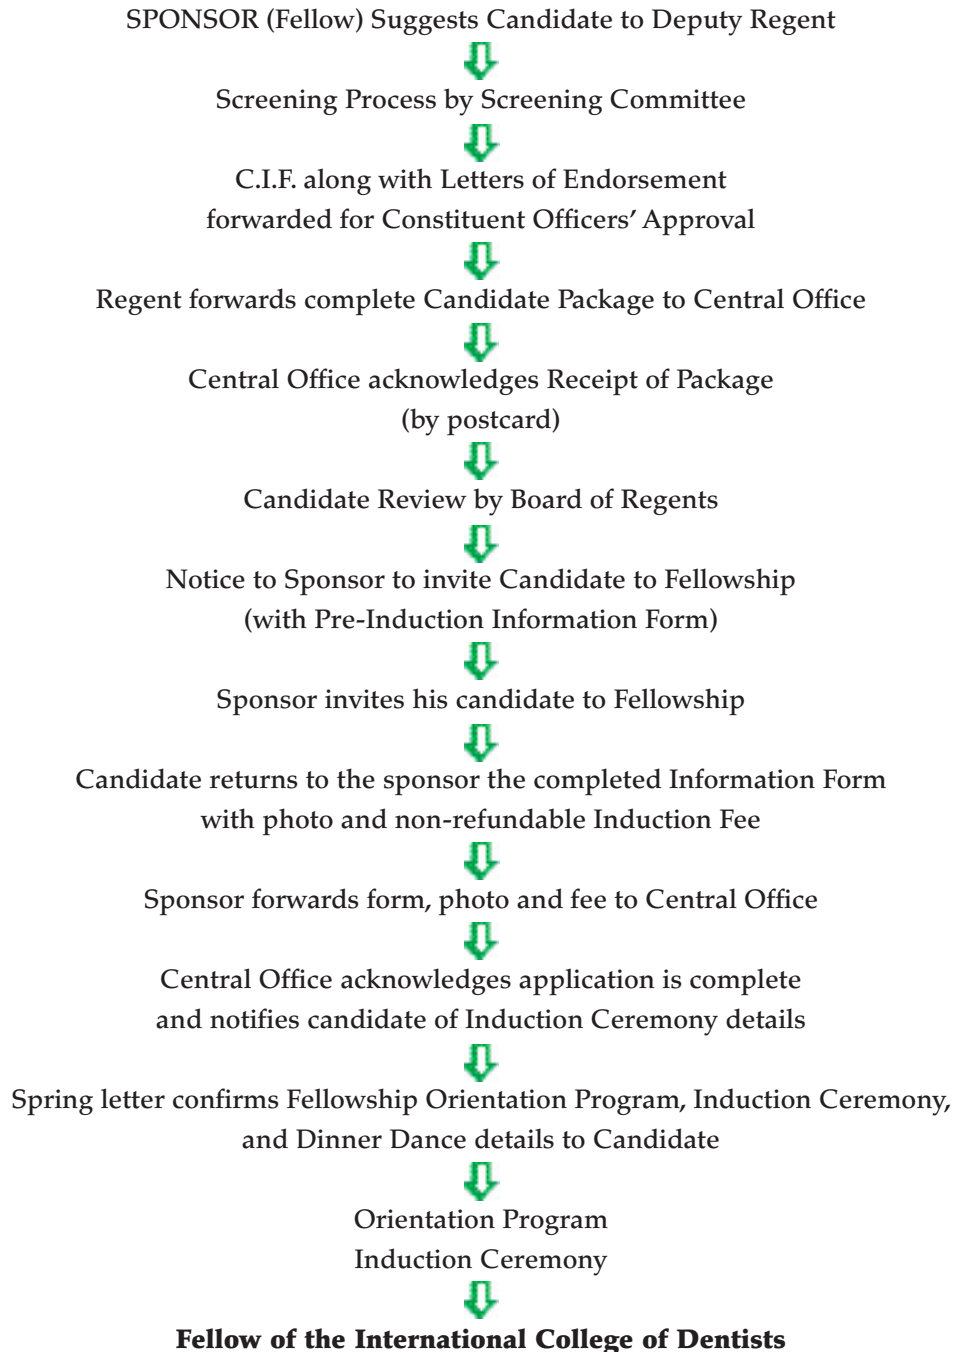 SPONSOR (Fellow) Suggests Candidate to Deputy Regent
Screening Process by Screening Committee
C.I.F. along with Letters of Endorsement
forwarded for Constituent Officers’ Approval
Regent forwards complete Candidate Package to Central Office
Central Office acknowledges Receipt of Package
(by postcard)
Candidate Review by Board of Regents
Notice to Sponsor to invite Candidate to Fellowship
(with Pre-Induction Information Form)
Sponsor invites his candidate to Fellowship
Candidate returns to the sponsor the completed Information Form
with photo and non-refundable Induction Fee
Sponsor forwards form, photo and fee to Central Office
Central Office acknowledges application is complete
and notifies candidate of Induction Ceremony details
Spring letter confirms Fellowship Orientation Program, Induction Ceremony,
and Dinner Dance details to Candidate
Orientation Program
Induction Ceremony
Fellow of the International College of Dentists